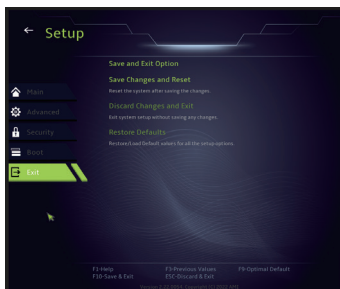 Setup
Save and Exit Option
Save Changes and Reset
Reset the system after saving the changes.
Main
Discard Changes and Exit
Advanced
Exit system setup without saving any changes
Security
Restore Defaults
Restore/Load Default values for all the setup options
Boot
Exit
F1-Help
F3-Previous Values
F9-Optimal Default
F10-Save & Exit
ESC-Discard & Exit